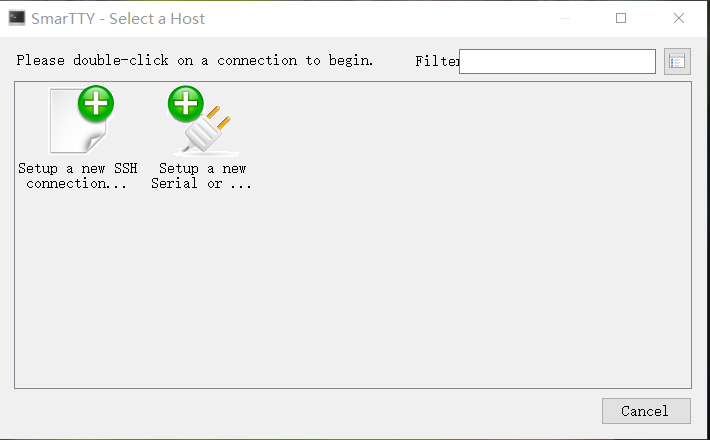 SmarTTY - Select a Host
Please double-click on a connection to begin.
Filter
Setup a new SSH
connection...
Setup a new
Serial or ...
Cancel